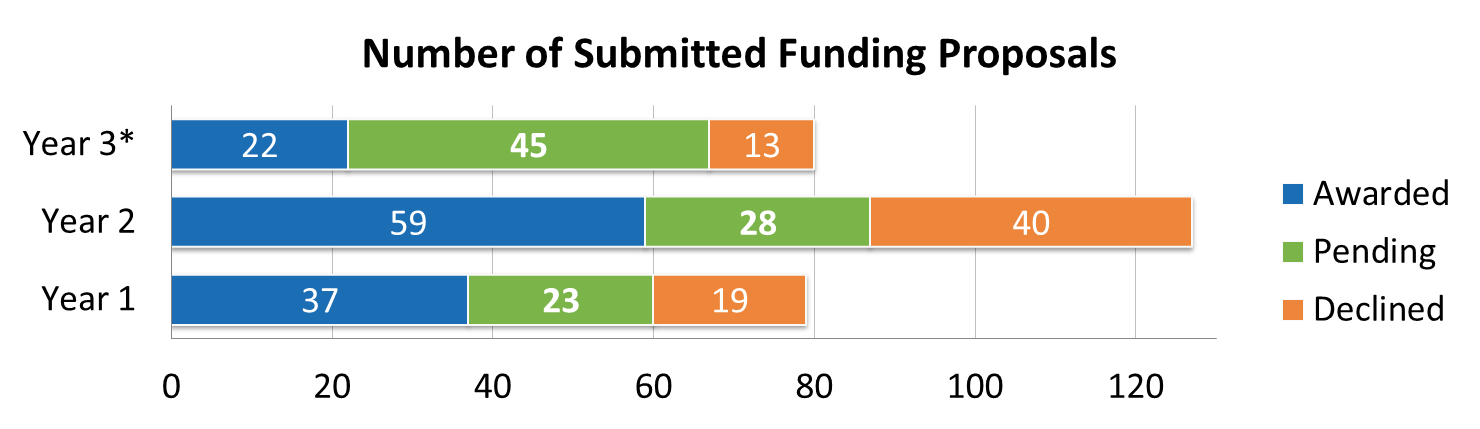 Number of Submitted Funding Proposals
Year 3*
22
45
13
Year 2
59
28
40
Year 1
37
23
19
0 20 40 60 80 100 120
Awarded
Pending
Declined